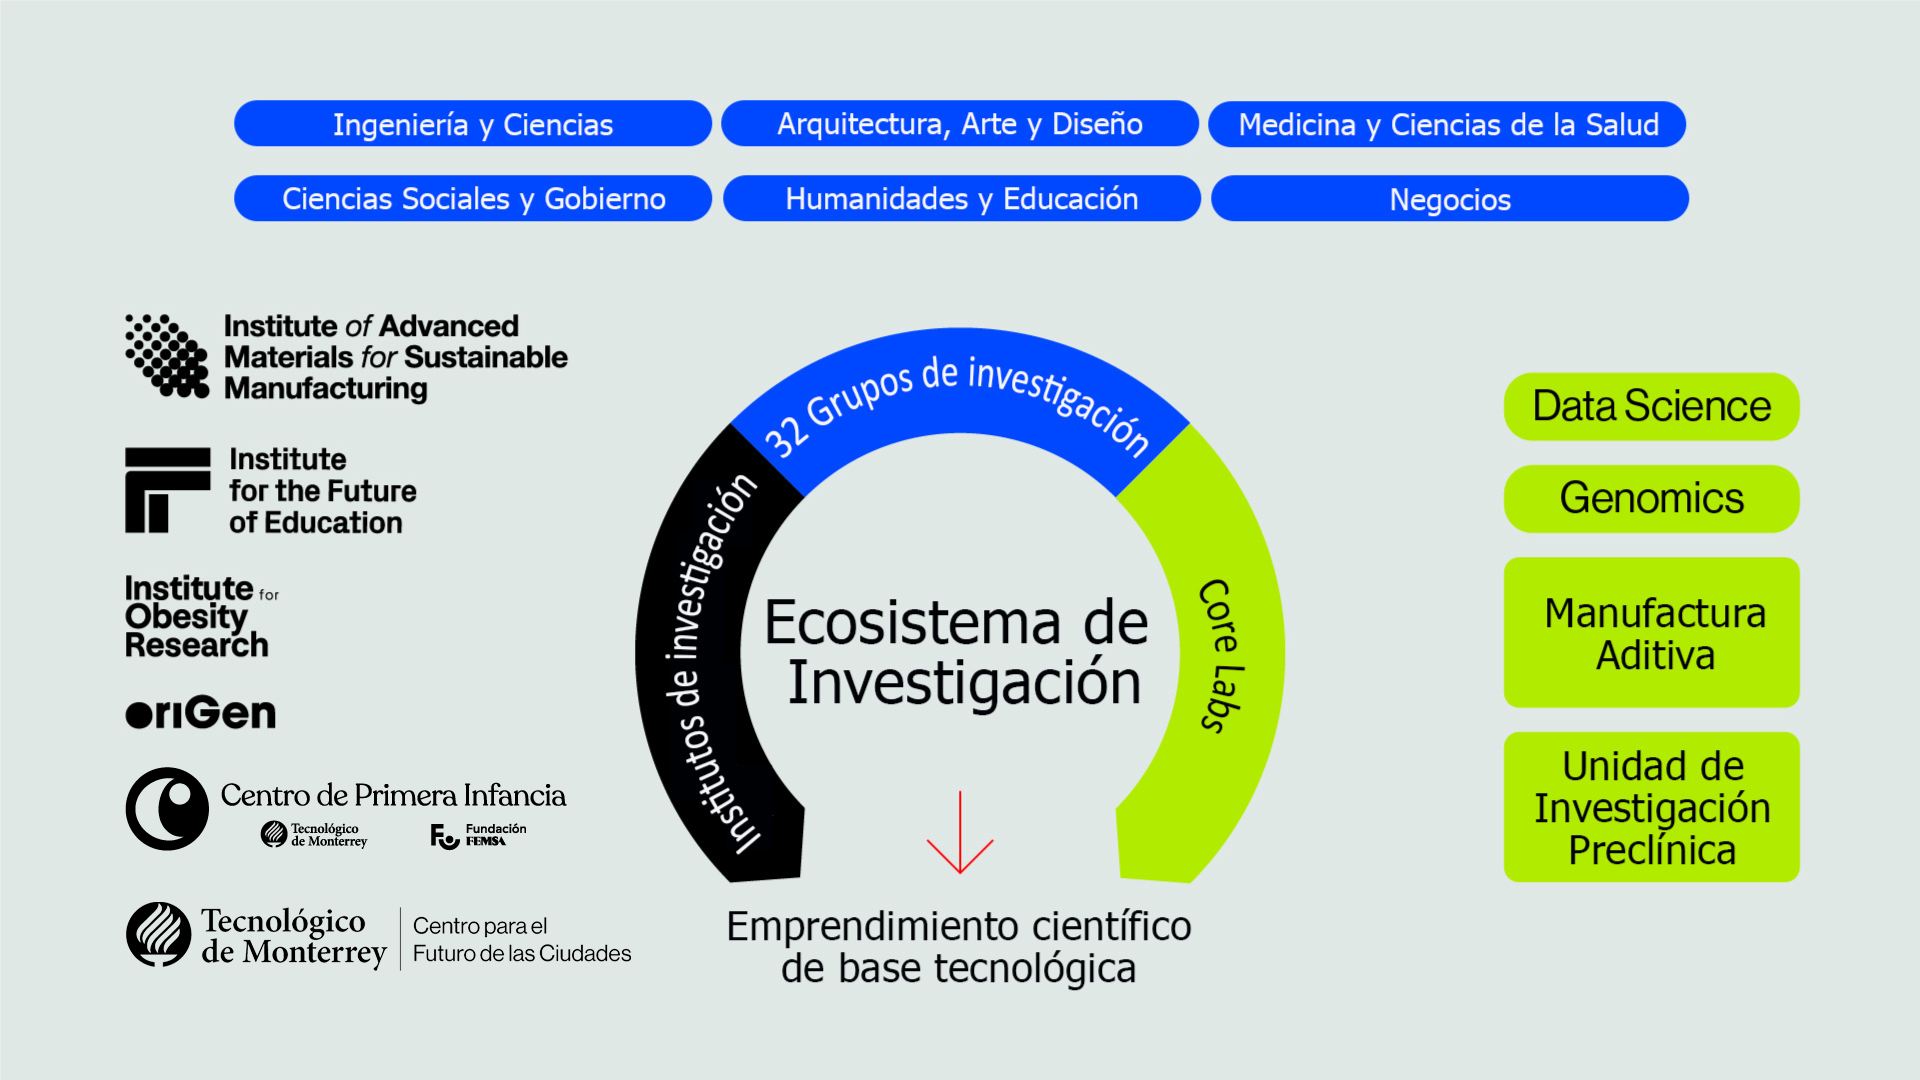 Ingeniería y Ciencias
Arquitectura, Arte y Diseño
Medicina y Ciencias de la Salud
Ciencias Sociales y Gobierno
Humanidades y Educación
Negocios
Institute of Advanced
Materials for Sustainable
Manufacturing
Institute
for the Future
of Education
Institute for
Obesity
Research
oriGen
Centro de Primera Infancia
Tecnológico
de Monterrey
Fundación
FEMSA
Tecnológico
de Monterrey
Centro para el
Futuro de las Ciudades
Institutos de investigación
32 Grupos de investigación
Core Labs
Ecosistema de
Investigación
Emprendimiento científico
de base tecnológica
Data Science
Genomics
Manufactura
Aditiva
Unidad de
Investigación
Preclínica